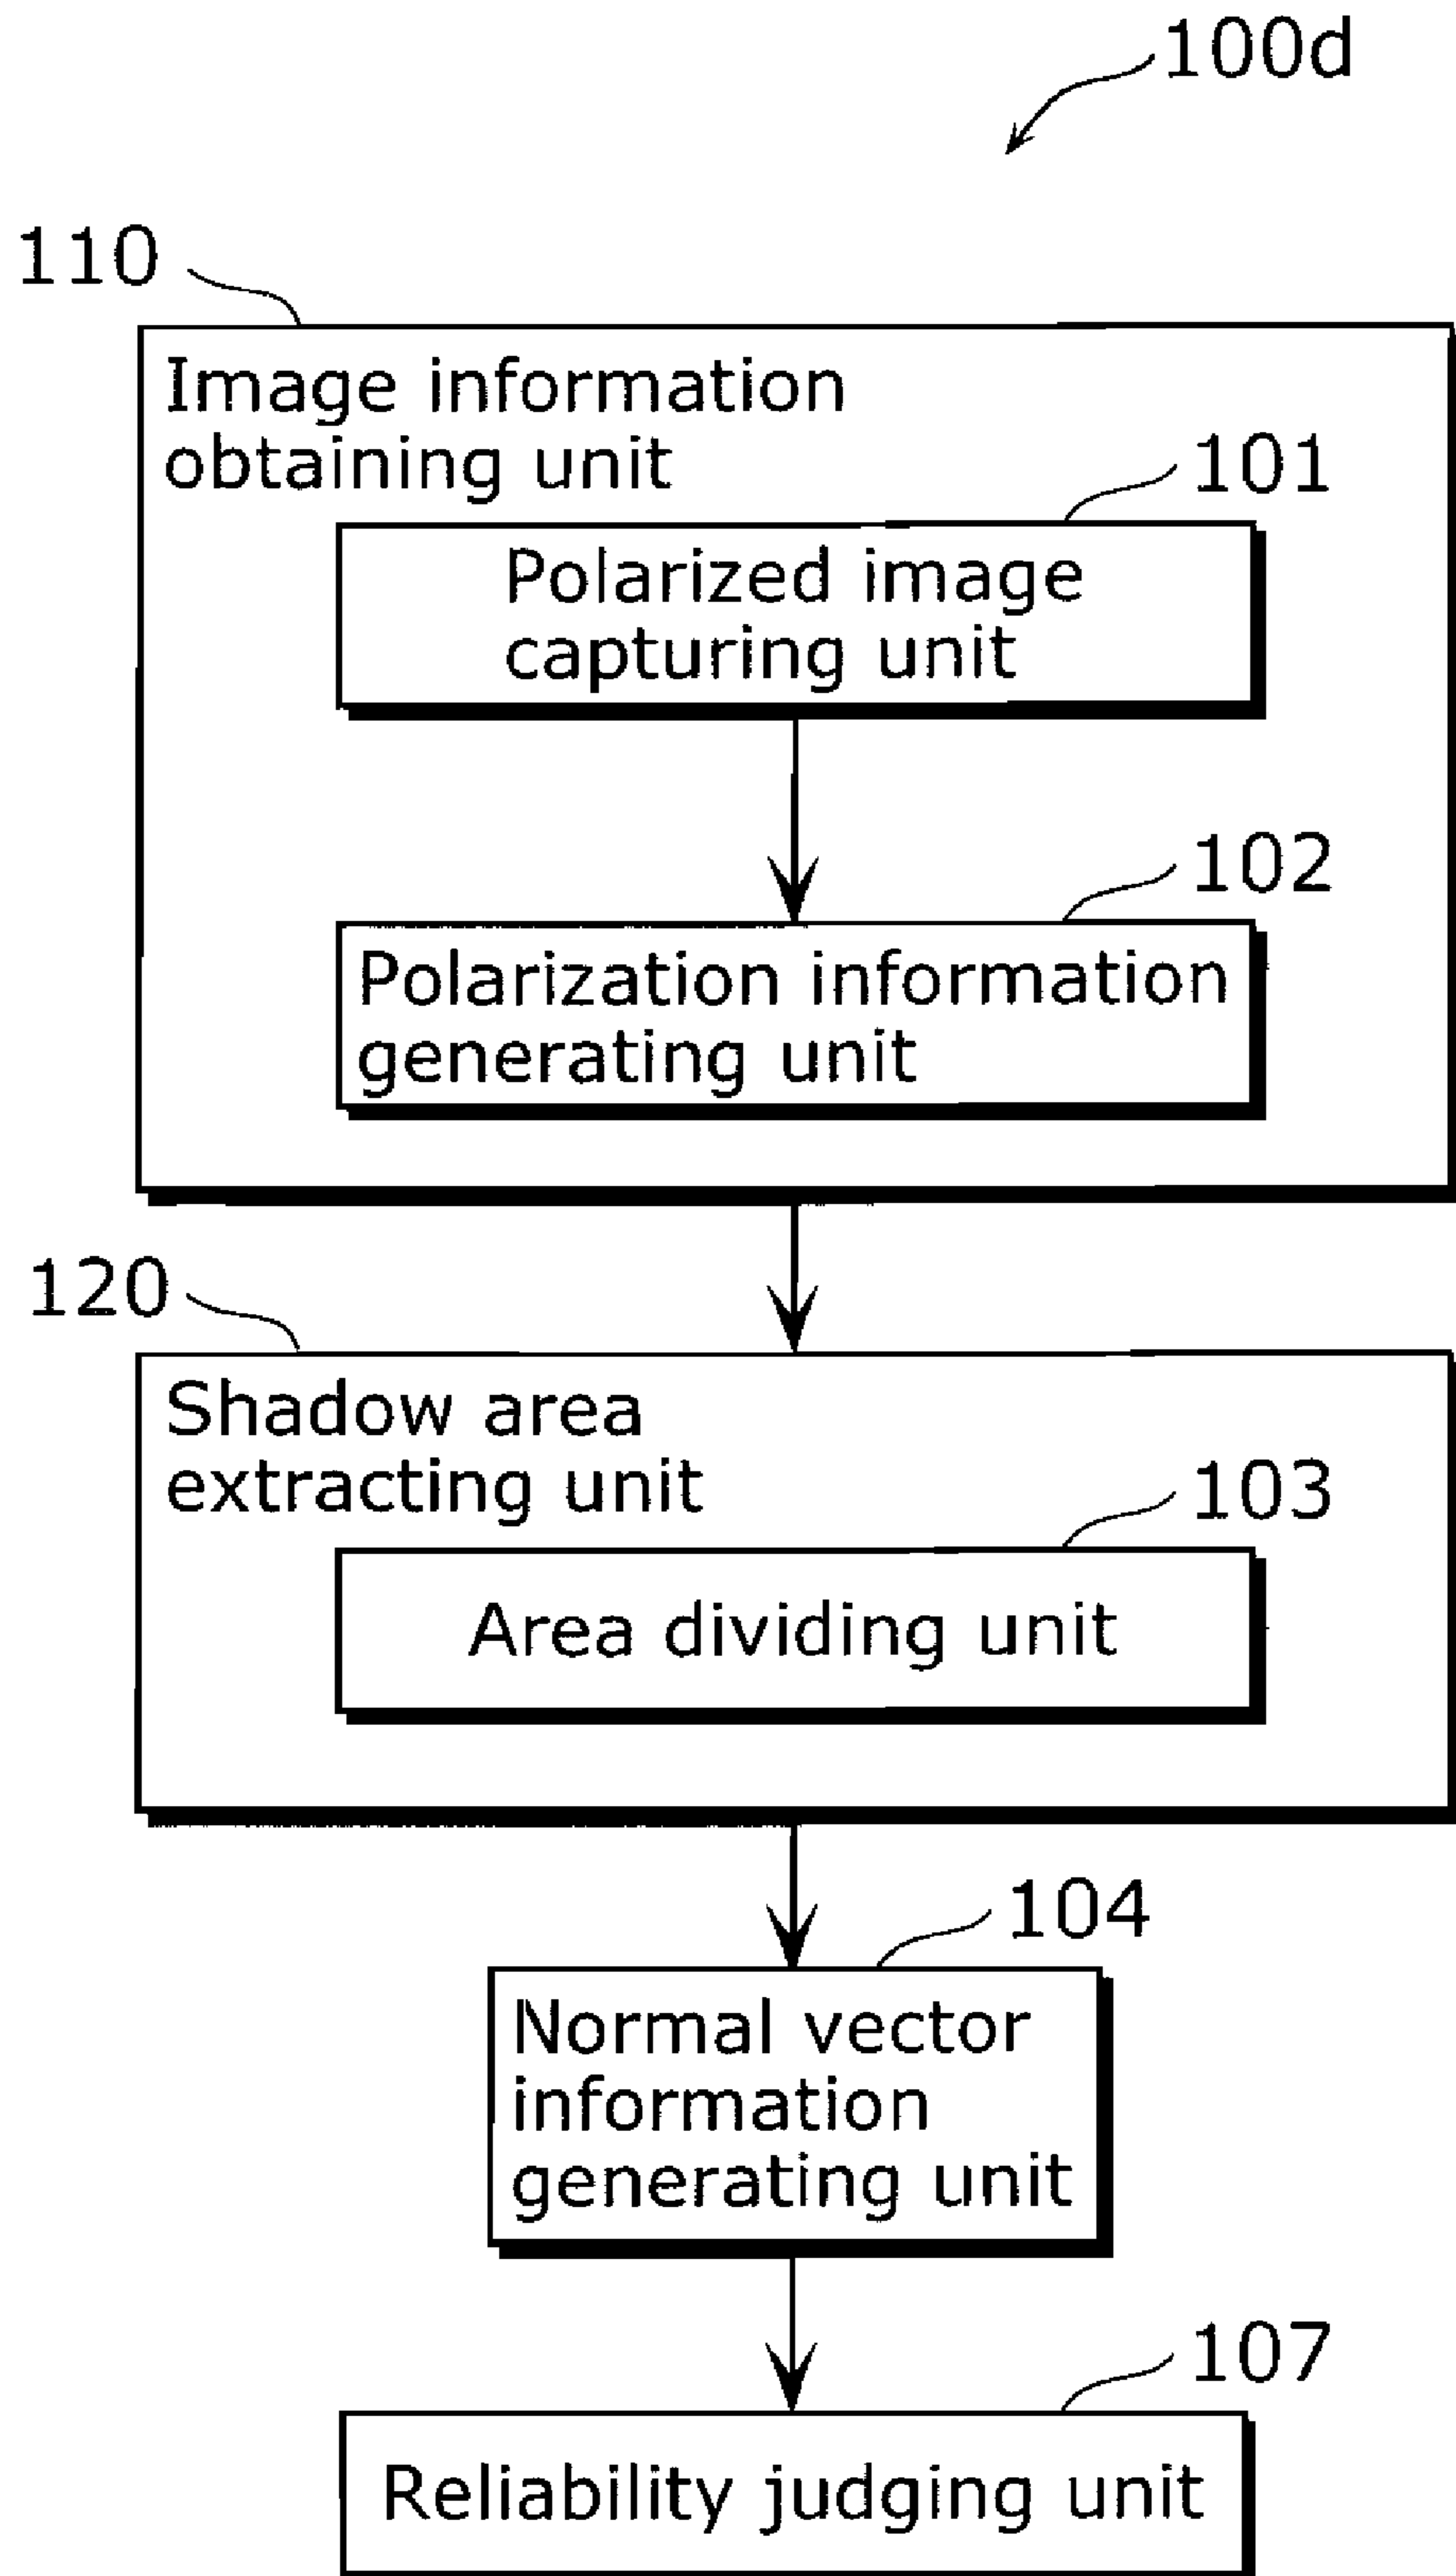 100d
110
Image information
obtaining unit
101
Polarized image
capturing unit
102
Polarization information
generating unit
120
Shadow area
extracting unit
103
Area dividing unit
104
Normal vector
information
generating unit
107
Reliability judging unit